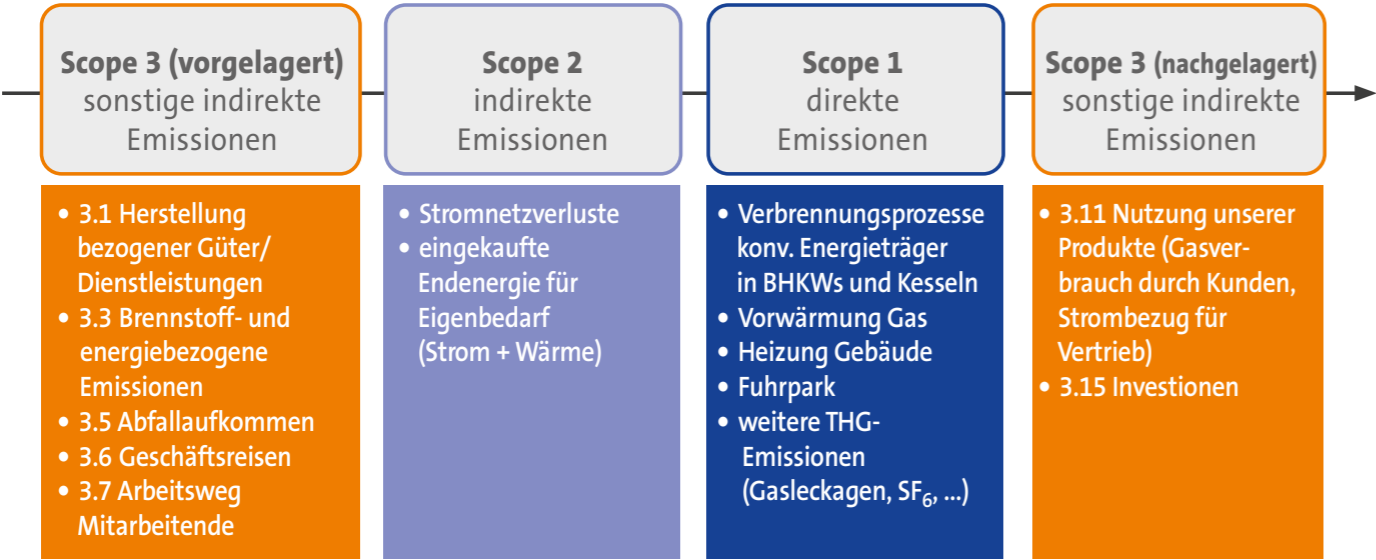 Scope 3 (vorgelagert)
sonstige indirekte
Emissionen
• 3.1 Herstellung
bezogener Güter/
Dienstleistungen
• 3.3 Brennstoff- und
energiebezogene
Emissionen
• 3.5 Abfallaufkommen
• 3.6 Geschäftsreisen
• 3.7 Arbeitsweg
Mitarbeitende
Scope 2
indirekte
Emissionen
• Stromnetzverluste
• eingekaufte
Endenergie für
Eigenbedarf
(Strom + Wärme)
Scope 1
direkte
Emissionen
• Verbrennungsprozesse
konv. Energieträger
in BHKWs und Kesseln
• Vorwärmung Gas
• Heizung Gebäude
• Fuhrpark
• weitere THG-
Emissionen
(Gasleckagen, SF₆, ...)
Scope 3 (nachgelagert)
sonstige indirekte
Emissionen
• 3.11 Nutzung unserer
Produkte (Gasver-
brauch durch Kunden,
Strombezug für
Vertrieb)
• 3.15 Investionen